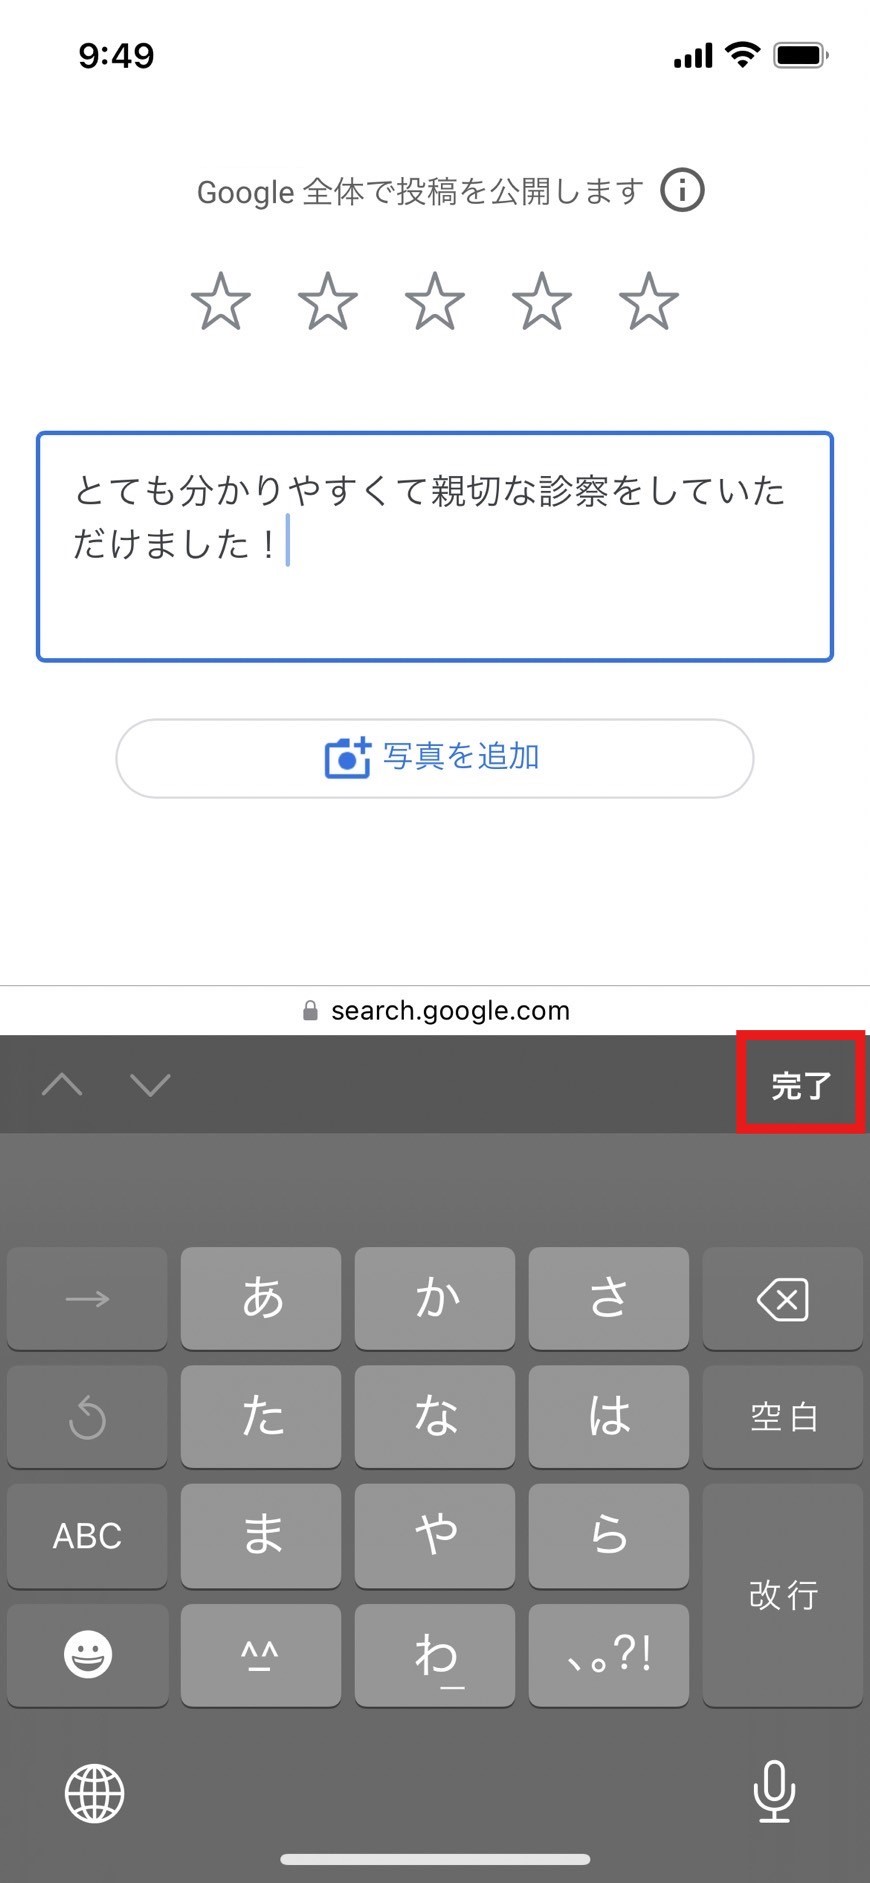 9:49
Google 全体で投稿を公開します
とても分かりやすくて親切な診察をしていた
だけました！
写真を追加
search.google.com
完了
→ あ か さ
た な は 空白
ABC ま や ら
改行
^_^ わ_ 、。?!